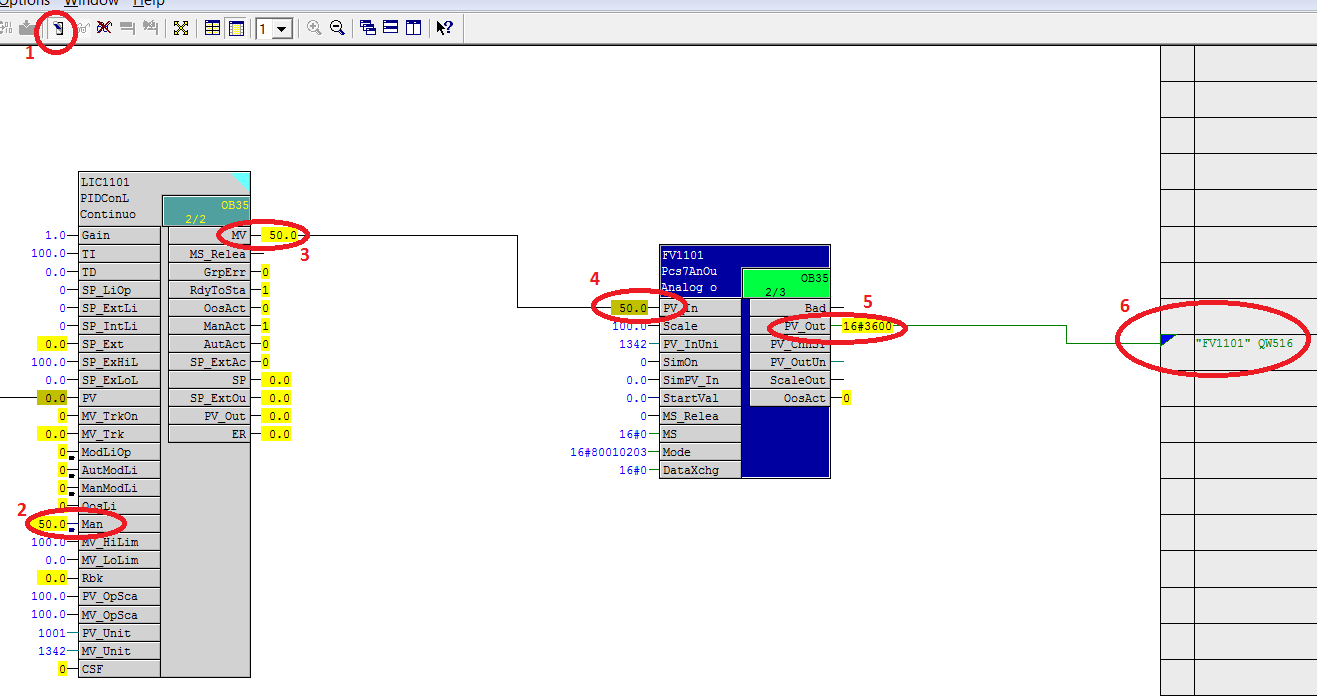 Options Window Help
1
1
LIC1101
PIDConL
Continuo
OB35
2/2
1.0 Gain MV 50.0
3
100.0 TI MS_Relea
0.0 TD GrpErr 0
0 SP_LiOp RdyToSta 1
0 SP_ExtLi OosAct 0
0 SP_IntLi ManAct 1
0.0 SP_Ext AutAct 0
100.0 SP_ExHiL SP_ExtAc 0
0.0 SP_ExLoL SP 0.0
0.0 PV SP_ExtOu 0.0
0 MV_TrkOn PV_Out 0.0
0.0 MV_Trk ER 0.0
0 ModLiOp
0 AutModLi
0 ManModLi
0 OosLi
2
50.0 Man
100.0 MV_HiLim
0.0 MV_LoLim
0.0 Rbk
100.0 PV_OpSca
100.0 MV_OpSca
1001 PV_Unit
1342 MV_Unit
0 CSF
FV1101
Pcs7AnOu
Analog o
OB35
2/3
4
5
50.0 PV_In Bad
100.0 Scale PV_Out 16#3600
1342 PV_InUni PV_ChnST
0 SimOn PV_OutUn
0.0 SimPV_In ScaleOut
0.0 StartVal OosAct 0
0 MS_Relea
16#0 MS
16#80010203 Mode
16#0 DataXchg
6
"FV1101" QW516